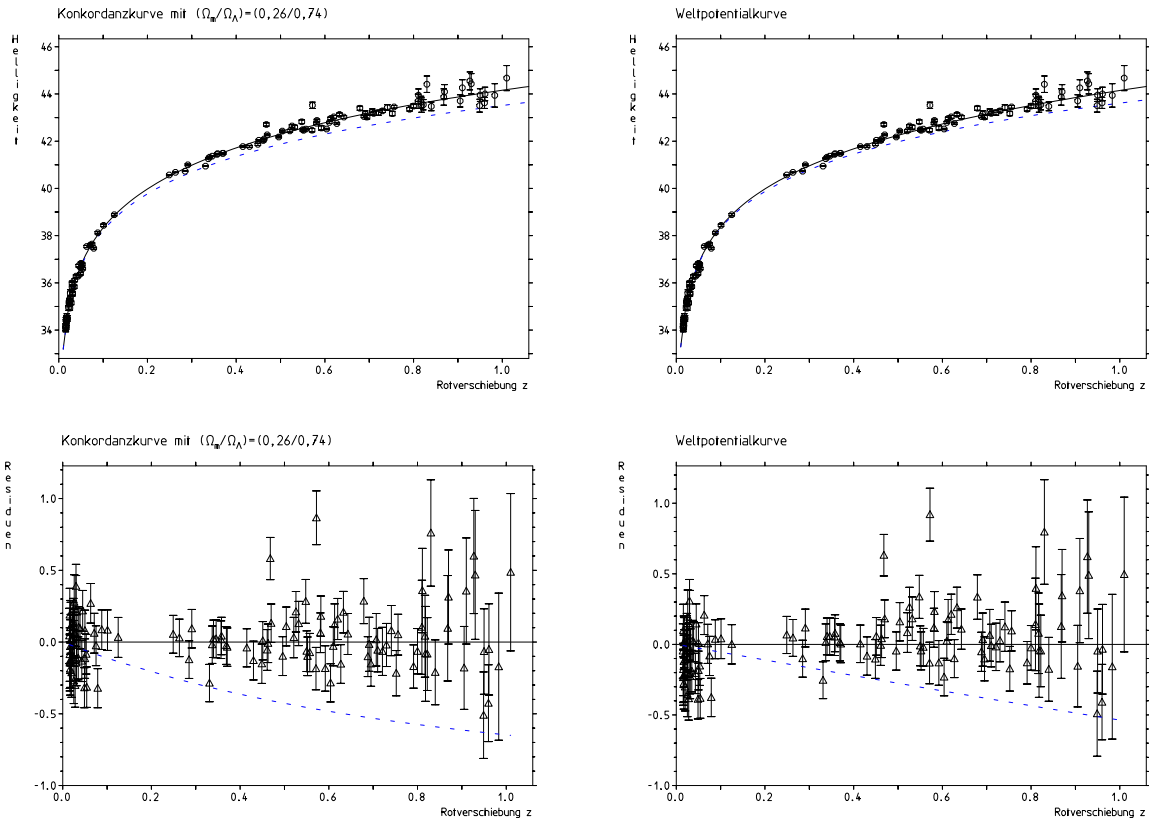 Konkordanzkurve mit (Ωm/ΩΛ)=(0,26/0,74)
Helligkeit
46
44
42
40
38
36
34
0.0 0.2 0.4 0.6 0.8 1.0
Rotverschiebung z
Weltpotentialkurve
Helligkeit
46
44
42
40
38
36
34
0.0 0.2 0.4 0.6 0.8 1.0
Rotverschiebung z
Konkordanzkurve mit (Ωm/ΩΛ)=(0,26/0,74)
Residuen
1.0
0.5
0.0
-0.5
-1.0
0.0 0.2 0.4 0.6 0.8 1.0
Rotverschiebung z
Weltpotentialkurve
Residuen
1.0
0.5
0.0
-0.5
-1.0
0.0 0.2 0.4 0.6 0.8 1.0
Rotverschiebung z